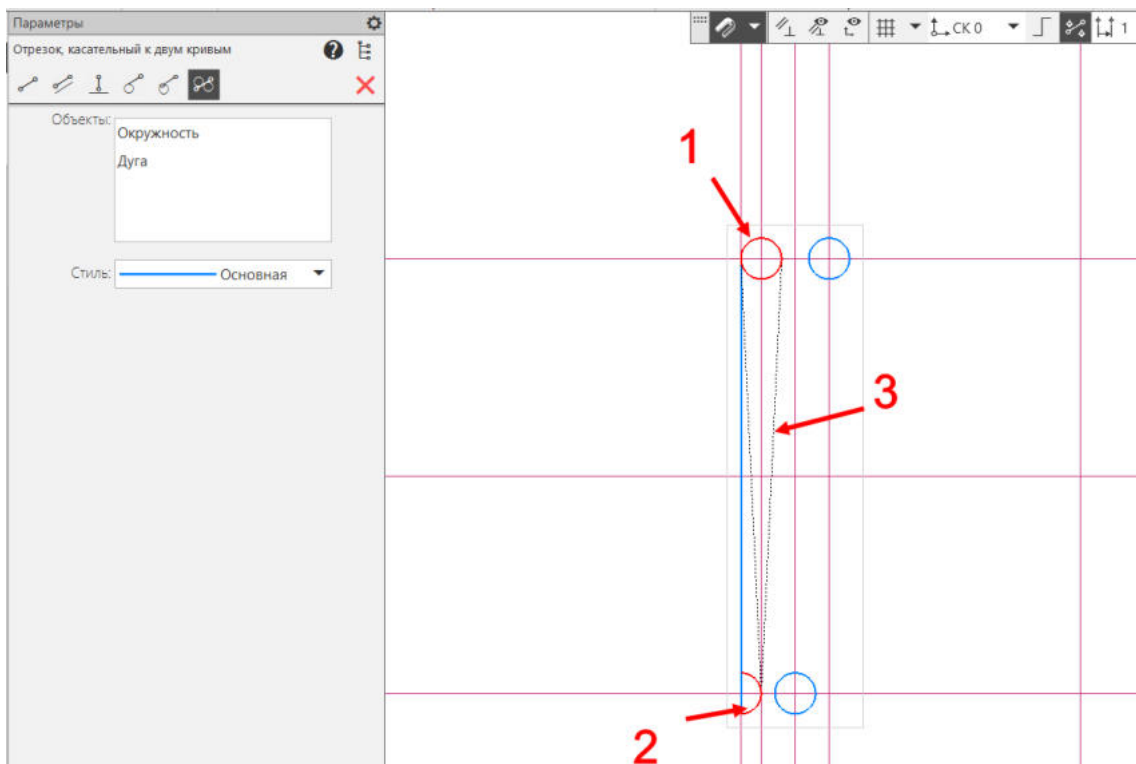 Параметры
Отрезок, касательный к двум кривым
?
Объекты:
Окружность
Дуга
Стиль:
Основная
СК 0
1
1
3
2